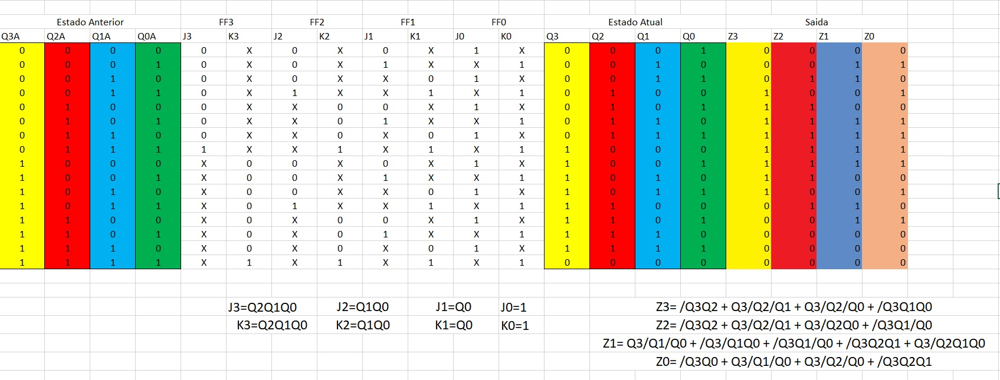 Estado Anterior FF3 FF2 FF1 FF0 Estado Atual Saida
Q3A Q2A Q1A Q0A J3 K3 J2 K2 J1 K1 J0 K0 Q3 Q2 Q1 Q0 Z3 Z2 Z1 Z0
0 0 0 0 0 X 0 X 0 X 1 X 0 0 0 1 0 0 0 0
0 0 0 1 0 X 0 X 1 X X 1 0 0 1 0 0 0 1 1
0 0 1 0 0 X 0 X X 0 1 X 0 0 1 1 0 1 1 0
0 0 1 1 0 X 1 X X 1 X 1 0 1 0 0 1 0 0 1
0 1 0 0 0 X X 0 0 X 1 X 0 1 0 1 1 1 0 0
0 1 0 1 0 X X 0 1 X X 1 0 1 1 0 1 1 1 1
0 1 1 0 0 X X 0 X 0 1 X 0 1 1 1 1 1 1 1
0 1 1 1 1 X X 1 X 1 X 1 1 0 0 0 1 1 1 1
1 0 0 0 X 0 0 X 0 X 1 X 1 0 0 1 1 1 1 1
1 0 0 1 X 0 0 X 1 X X 1 1 0 1 0 1 1 0 0
1 0 1 0 X 0 0 X X 0 1 X 1 0 1 1 1 0 0 1
1 0 1 1 X 0 1 X X 1 X 1 1 1 0 0 0 1 1 0
1 1 0 0 X 0 X 0 0 X 1 X 1 1 0 1 0 0 1 1
1 1 0 1 X 0 X 0 1 X X 1 1 1 1 0 0 0 0 0
1 1 1 0 X 0 X 0 X 0 1 X 1 1 1 1 0 0 0 0
1 1 1 1 X 1 X 1 X 1 X 1 0 0 0 0 0 0 0 0
J3=Q2Q1Q0 J2=Q1Q0 J1=Q0 J0=1 Z3= /Q3Q2 + Q3/Q2/Q1 + Q3/Q2/Q0 + /Q3Q1Q0
K3=Q2Q1Q0 K2=Q1Q0 K1=Q0 K0=1 Z2= /Q3Q2 + Q3/Q2/Q1 + Q3/Q2Q0 + /Q3Q1/Q0
Z1= Q3/Q1/Q0 + /Q3/Q1Q0 + /Q3Q1/Q0 + /Q3Q2Q1 + Q3/Q2Q1Q0
Z0= /Q3Q0 + Q3/Q1/Q0 + Q3/Q2/Q0 + /Q3Q2Q1